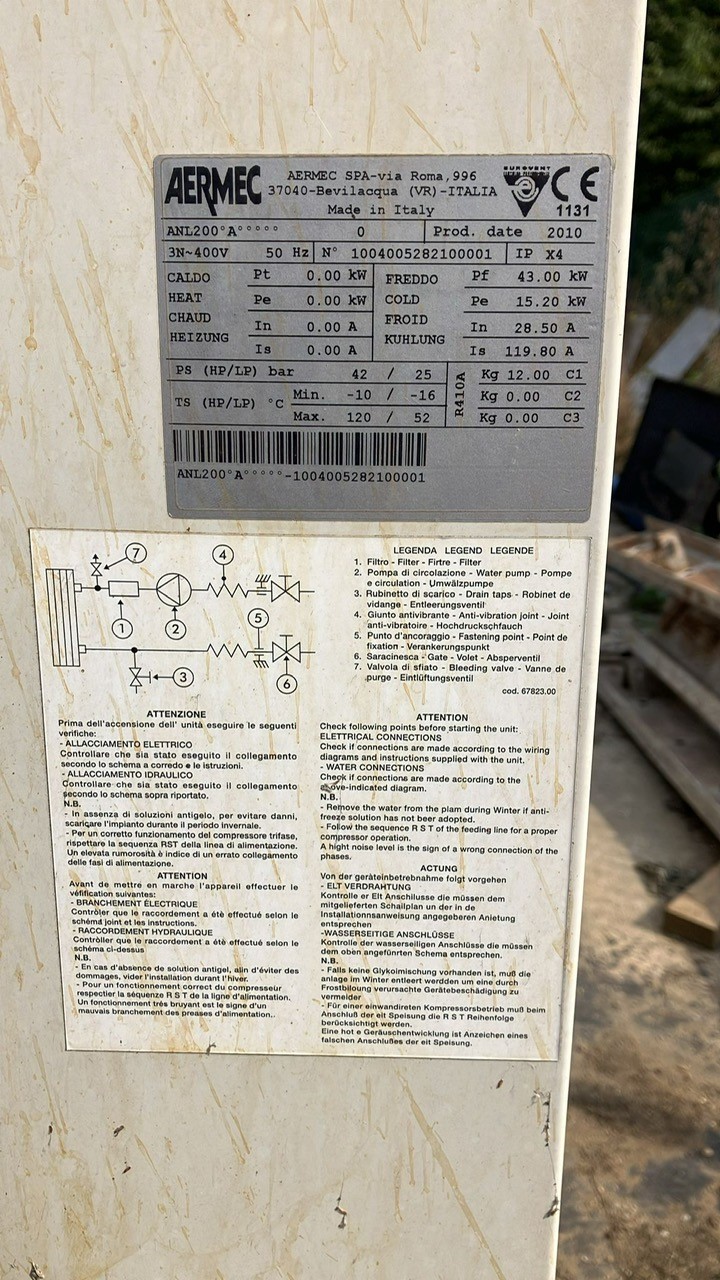 AERMEC
AERMEC SPA-via Roma,996
37040-Bevilacqua (VR)-ITALIA
Made in Italy
EUROVENT
CE
1131
ANL200°A°°°°° 0 Prod. date 2010
3N~400V 50 Hz N° 1004005282100001 IP X4
CALDO
HEAT
CHAUD
HEIZUNG
Pt 0.00 kW
Pe 0.00 kW
In 0.00 A
Is 0.00 A
FREDDO
COLD
FROID
KUHLUNG
Pf 43.00 kW
Pe 15.20 kW
In 28.50 A
Is 119.80 A
PS (HP/LP) bar 42 / 25
TS (HP/LP) °C Min. -10 / -16
Max. 120 / 52
R410A
Kg 12.00 C1
Kg 0.00 C2
Kg 0.00 C3
ANL200°A°°°°°-1004005282100001
7
4
1
2
5
3
6
LEGENDA LEGEND LEGENDE
1. Filtro - Filter - Firtre - Filter
2. Pompa di circolazione - Water pump - Pompe
e circulation - Umwälzpumpe
3. Rubinetto di scarico - Drain taps - Robinet de
vidange - Entleerungsventil
4. Giunto antivibrante - Anti-vibration joint - Joint
anti-vibratoire - Hochdruckschfauch
5. Punto d'ancoraggio - Fastening point - Point de
fixation - Verankerungspunkt
6. Saracinesca - Gate - Volet - Absperventil
7. Valvola di sfiato - Bleeding valve - Vanne de
purge - Eintlüftungsventil
cod. 67823.00
ATTENZIONE
Prima dell'accensione dell' unità eseguire le seguenti
verifiche:
- ALLACCIAMENTO ELETTRICO
Controllare che sia stato eseguito il collegamento
secondo lo schema a corredo e le istruzioni.
- ALLACCIAMENTO IDRAULICO
Controllare che sia stato eseguito il collegamento
secondo lo schema sopra riportato.
N.B.
- In assenza di soluzioni antigelo, per evitare danni,
scaricare l'impianto durante il periodo invernale.
- Per un corretto funzionamento del compressore trifase,
rispettare la sequenza RST della linea di alimentazione.
Un elevata rumorosità è indice di un errato collegamento
delle fasi di alimentazione.
ATTENTION
Avant de mettre en marche l'appareil effectuer le
véfification suivantes:
- BRANCHEMENT ÉLECTRIQUE
Contrôler que le raccordement a été effectué selon le
schémd joint et les instructions.
- RACCORDEMENT HYDRAULIQUE
Contrôller que le raccordement a été effectué selon le
schéma ci-dessus
N.B.
- En cas d'absence de solution antigel, alin d'éviter des
dommages, vider l'installation durant l'hiver.
- Pour un fonctionnement correct du compresseur
respectier la séquence R S T de la ligne d'alimentation.
Un fonctionnement très bruyant est le signe d'un
mauvais branchement des preases d'alimentation..
ATTENTION
Check following points before starting the unit:
ELETTRICAL CONNECTIONS
Check if connections are made according to the wiring
diagrams and instructions supplied with the unit.
- WATER CONNECTIONS
Check if connections are made according to the
above-indicated diagram.
N.B.
- Remove the water from the plam during Winter if anti-
freeze solution has not beer adopted.
- Follow the sequence R S T of the feeding line for a proper
compressor operation.
A hight noise level is the sign of a wrong connection of the
phases.
ACTUNG
Von der geräteinbetrebnahme folgt vorgehen
- ELT VERDRAHTUNG
Kontrolle er Elt Anschilusse die müssen dem
mitgelieferten Schailplan un der in de
Installationnsanweisung angegeberen Anietung
entsprechen
-WASSERSEITIGE ANSCHLÜSSE
Kontrolle der wasserseiligen Anschlüsse die müssen
dem oben angefürten Schema entsprechen.
N.B.
- Falls keine Glykoimischung vorhanden ist, muß die
anlage im Winter entleert werdden um eine durch
Frostbiloung verursachte Gerätebeschädigung zu
vermeider
- Für einer einwandireten Kompressorsbetrieb muß beim
Anschluß der eit Speisung die R S T Reihenfolge
berücksichtigt werden.
Eine hot e Geräuschentwicklung ist Anzeichen eines
falschen Anschlußes der eit Speisung.